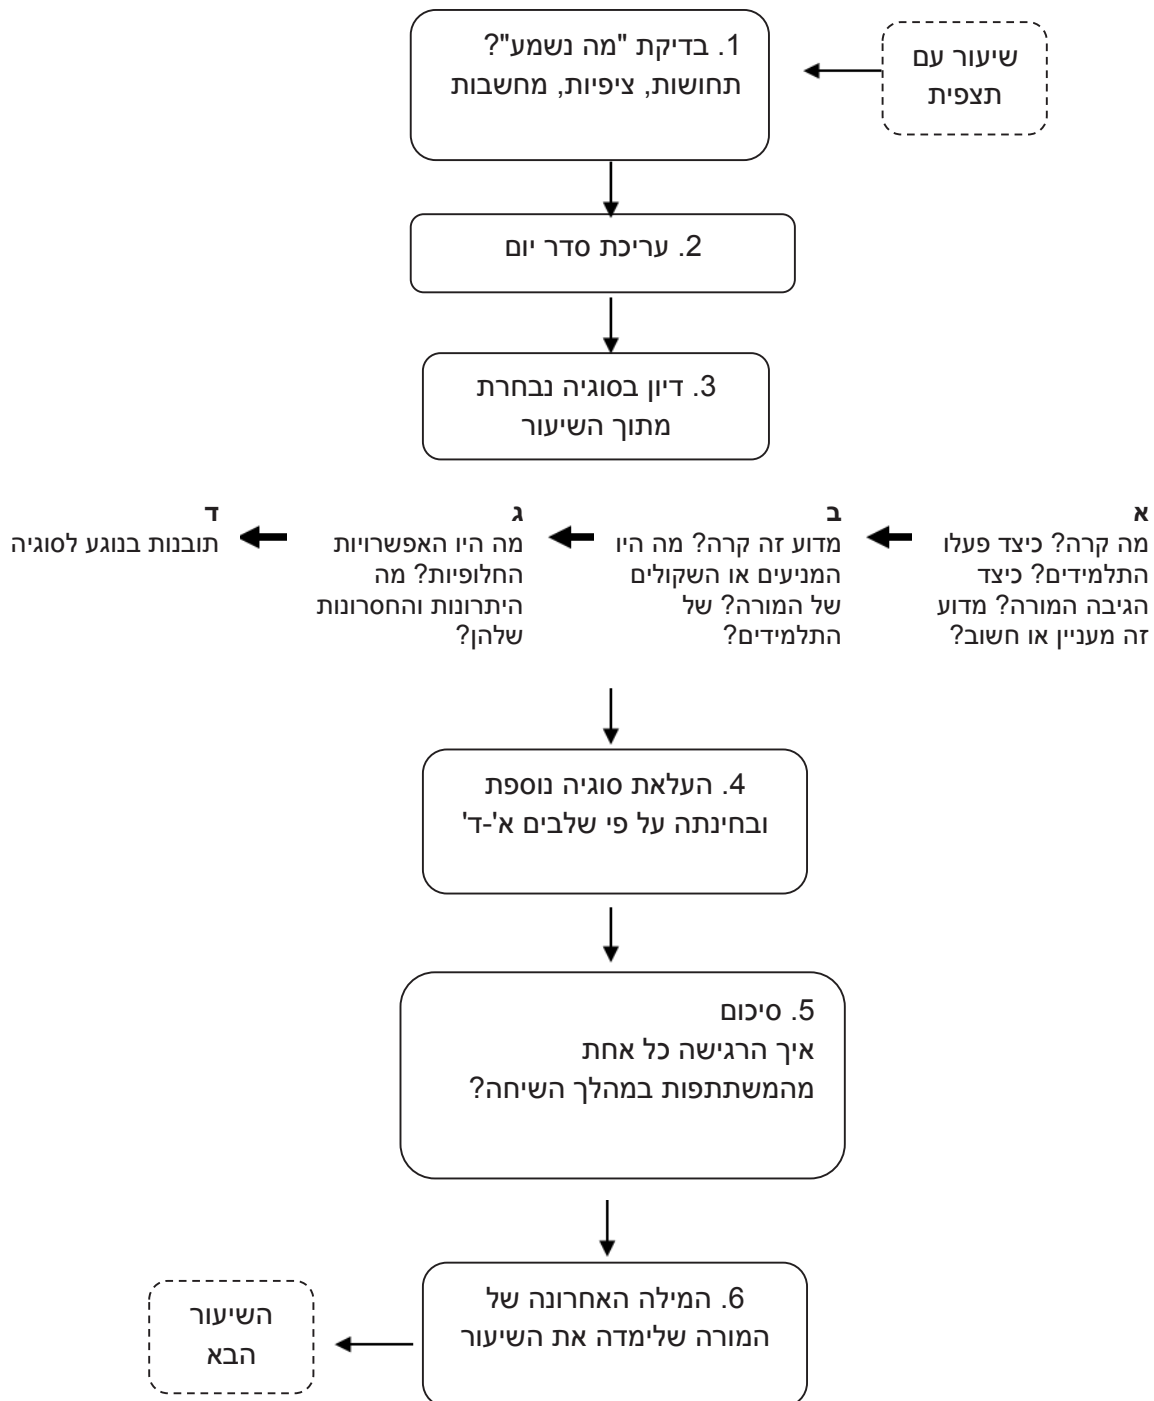 שיעור עם
תצפית
1. בדיקת "מה נשמע"?
תחושות, ציפיות, מחשבות
2. עריכת סדר יום
3. דיון בסוגיה נבחרת
מתוך השיעור
א
מה קרה? כיצד פעלו
התלמידים? כיצד
הגיבה המורה? מדוע
זה מעניין או חשוב?
ב
מדוע זה קרה? מה היו
המניעים או השקולים
של המורה? של
התלמידים?
ג
מה היו האפשרויות
החלופיות? מה
היתרונות והחסרונות
שלהן?
ד
תובנות בנוגע לסוגיה
4. העלאת סוגיה נוספת
ובחינתה על פי שלבים א'-ד'
5. סיכום
איך הרגישה כל אחת
מהמשתתפות במהלך השיחה?
6. המילה האחרונה של
המורה שלימדה את השיעור
השיעור
הבא